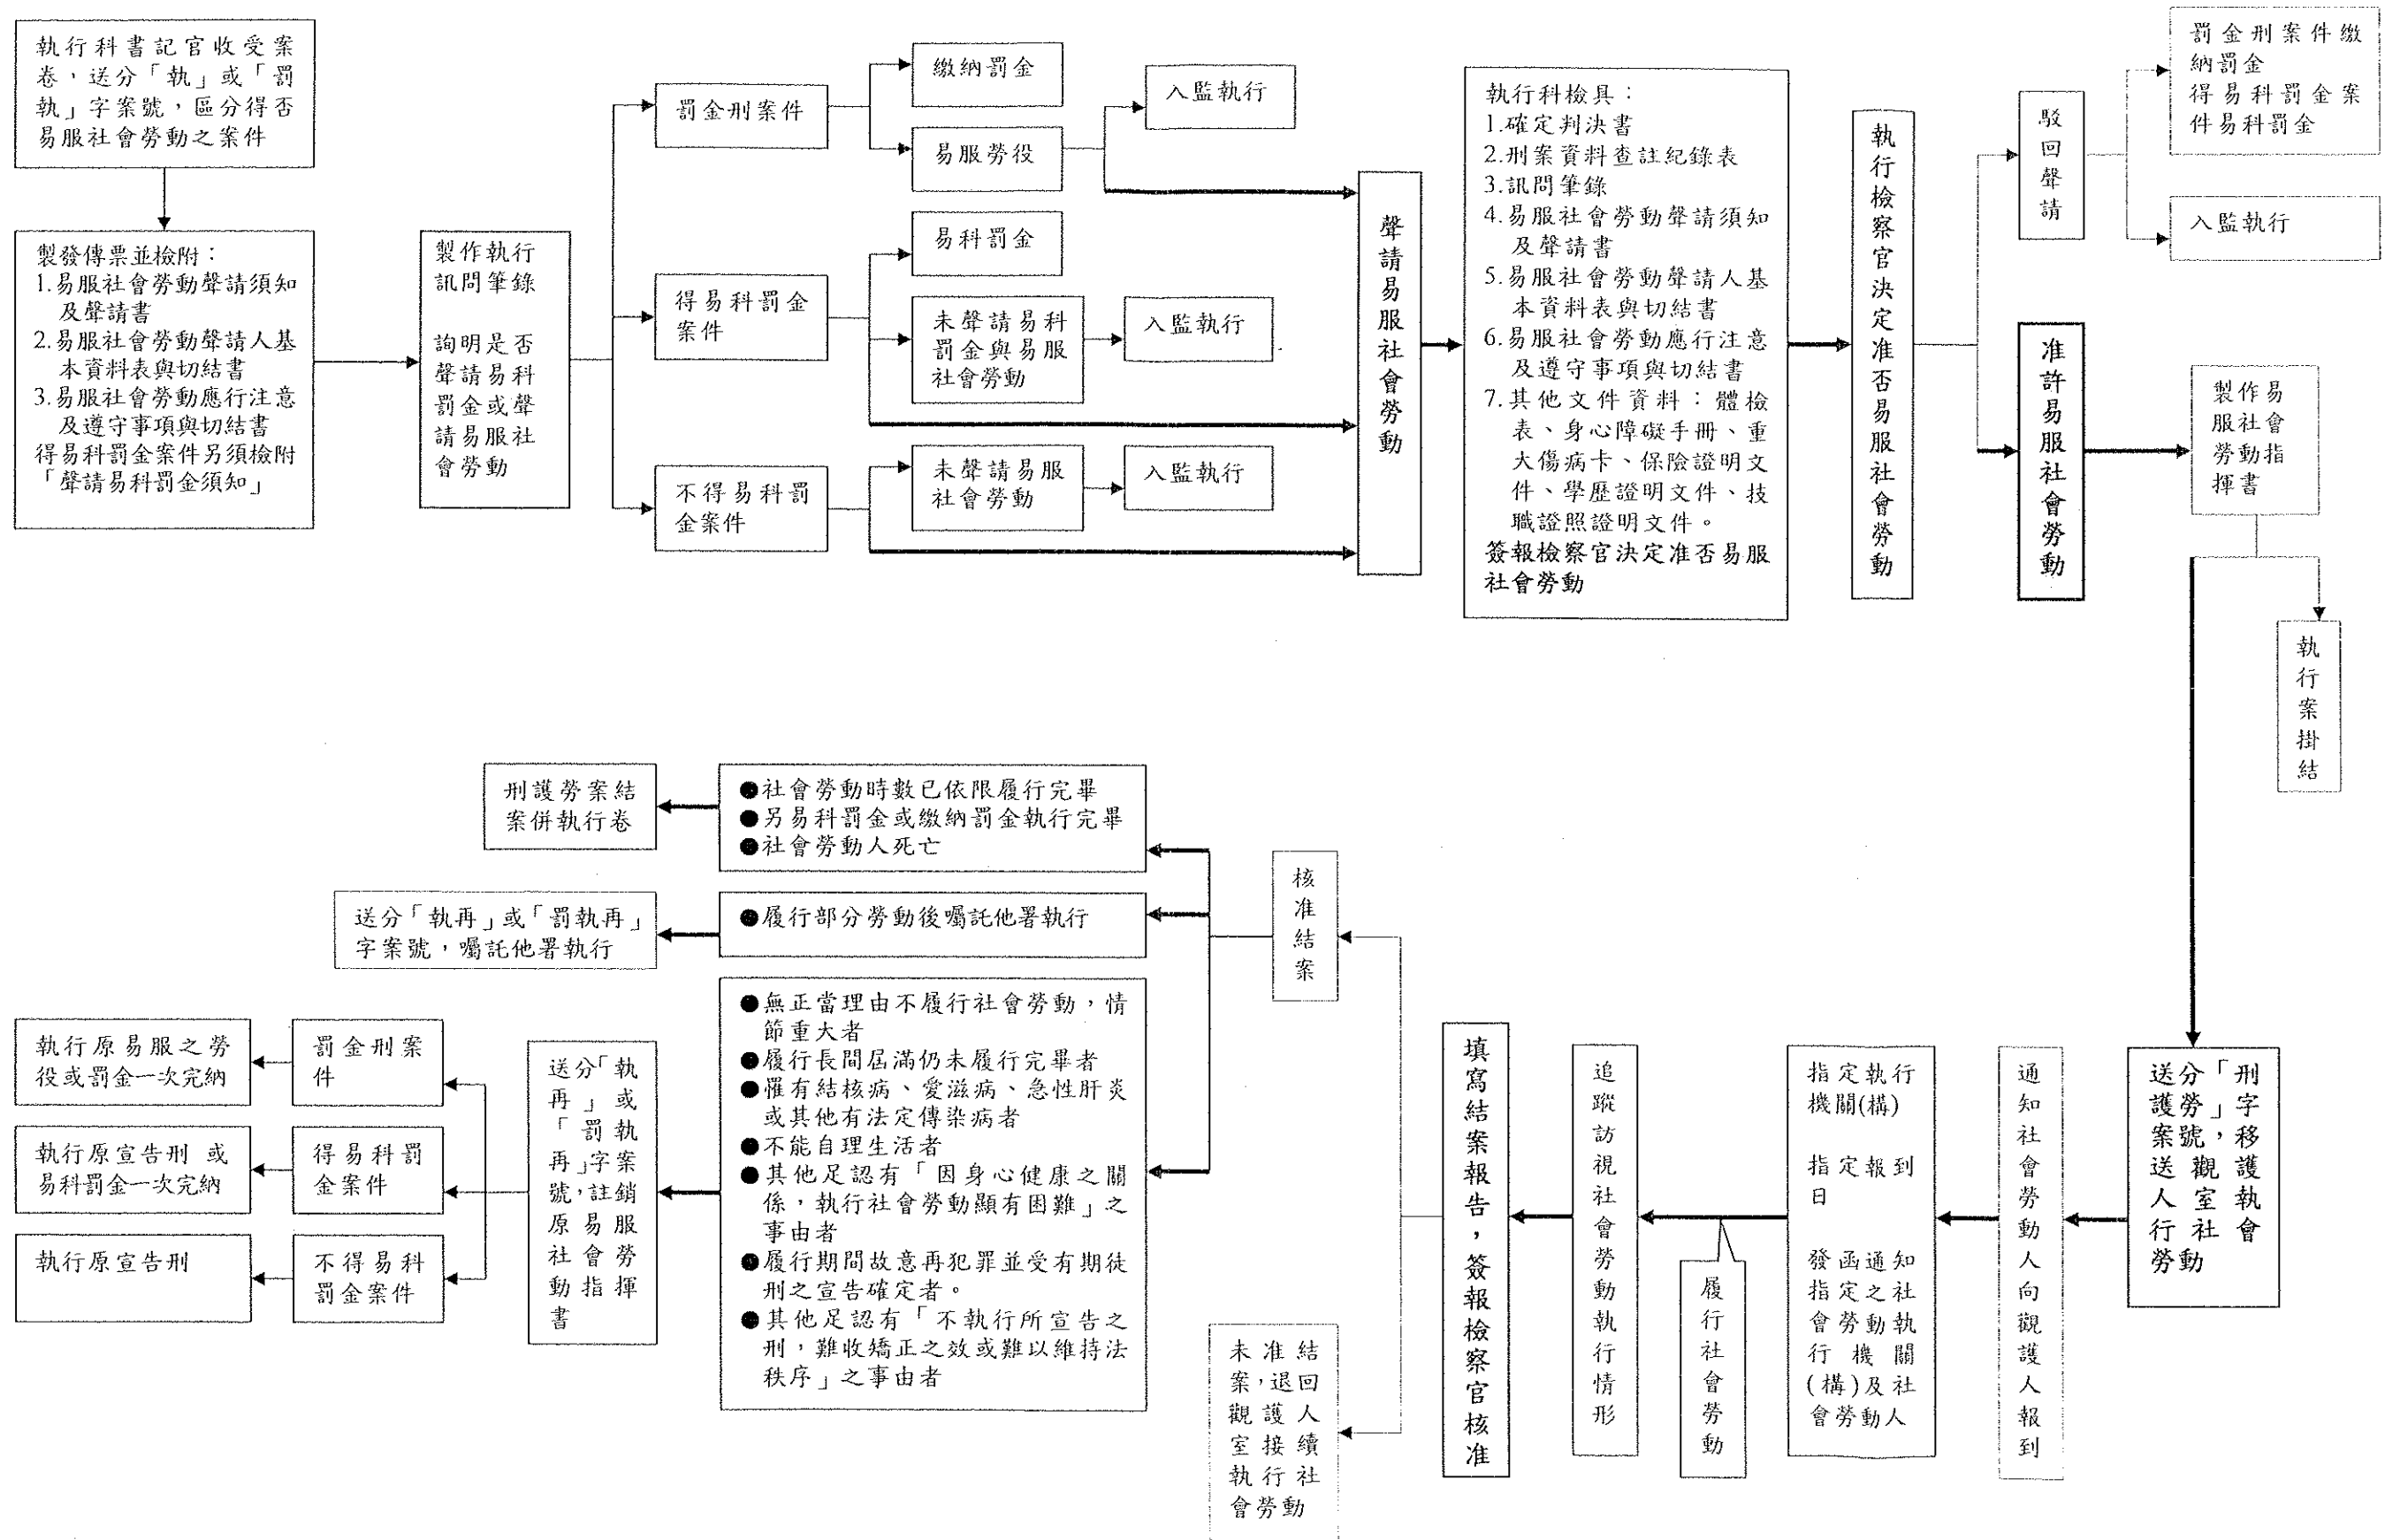 執行科書記官收受案
卷，送分「執」或「罰
執」字案號，區分得否
易服社會勞動之案件
製發傳票並檢附：
1.易服社會勞動聲請須知
及聲請書
2.易服社會勞動聲請人基
本資料表與切結書
3.易服社會勞動應行注意
及遵守事項與切結書
得易科罰金案件另須檢附
「聲請易科罰金須知」
製作執行
訊問筆錄
詢明是否
聲請易科
罰金或聲
請易服社
會勞動
罰金刑案件
繳納罰金
易服勞役
入監執行
得易科罰金
案件
易科罰金
未聲請易科
罰金與易服
社會勞動
入監執行
不得易科罰
金案件
未聲請易服
社會勞動
入監執行
聲請易服社會勞動
執行科檢具：
1.確定判決書
2.刑案資料查註紀錄表
3.訊問筆錄
4.易服社會勞動聲請須知
及聲請書
5.易服社會勞動聲請人基
本資料表與切結書
6.易服社會勞動應行注意
及遵守事項與切結書
7.其他文件資料：體檢
表、身心障礙手冊、重
大傷病卡、保險證明文
件、學歷證明文件、技
職證照證明文件。
簽報檢察官決定准否易服
社會勞動
執行檢察官決定准否易服社會勞動
駁回聲請
罰金刑案件繳
納罰金
得易科罰金案
件易科罰金
入監執行
准許易服社會勞動
製作易
服社會
勞動指
揮書
執行案掛結
送分「刑
護勞」字
案號，移
送觀護
人室執
行社會
勞動
通知社會勞動人向觀護人報到
指定執行
機關(構)
指定報到
日
發函通知
指定之社
會勞動執
行機關
(構)及社
會勞動人
履行社會勞動
追蹤訪視社會勞動執行情形
填寫結案報告，簽報檢察官核准
核准結案
未准結
案，退回
觀護人
室接續
執行社
會勞動
●社會勞動時數已依限履行完畢
●另易科罰金或繳納罰金執行完畢
●社會勞動人死亡
刑護勞案結
案併執行卷
●履行部分勞動後囑託他署執行
送分「執再」或「罰執再」
字案號，囑託他署執行
●無正當理由不履行社會勞動，情
節重大者
●履行長間屆滿仍未履行完畢者
●罹有結核病、愛滋病、急性肝炎
或其他有法定傳染病者
●不能自理生活者
●其他足認有「因身心健康之關
係，執行社會勞動顯有困難」之
事由者
●履行期間故意再犯罪並受有期徒
刑之宣告確定者。
●其他足認有「不執行所宣告之
刑，難收矯正之效或難以維持法
秩序」之事由者
送分「執
再」或
「罰執
再」字案
號，註銷
原易服
社會勞
動指揮
書
罰金刑案
件
執行原易服之勞
役或罰金一次完納
得易科罰
金案件
執行原宣告刑 或
易科罰金一次完納
不得易科
罰金案件
執行原宣告刑